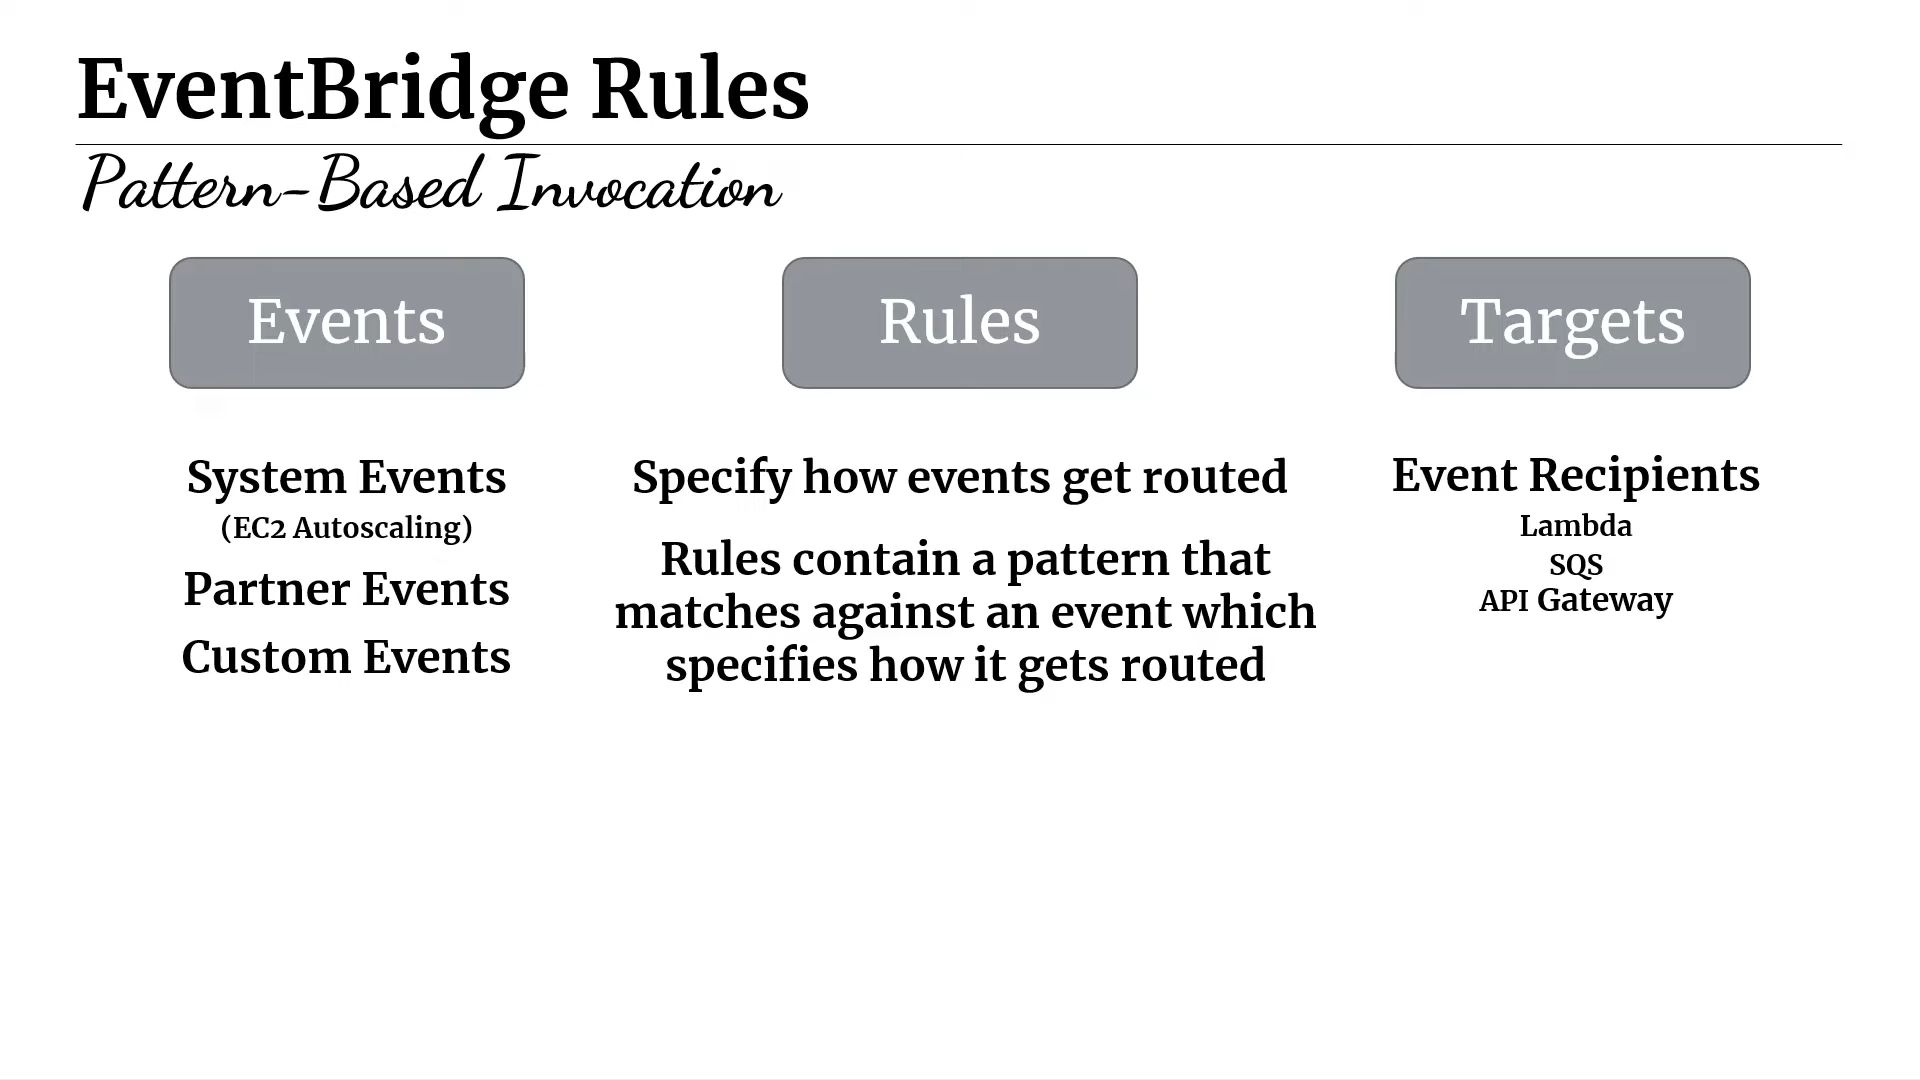 EventBridge Rules
Pattern-Based Invocation
Events
System Events
(EC2 Autoscaling)
Partner Events
Custom Events
Rules
Specify how events get routed
Rules contain a pattern that
matches against an event which
specifies how it gets routed
Targets
Event Recipients
Lambda
SQS
API Gateway